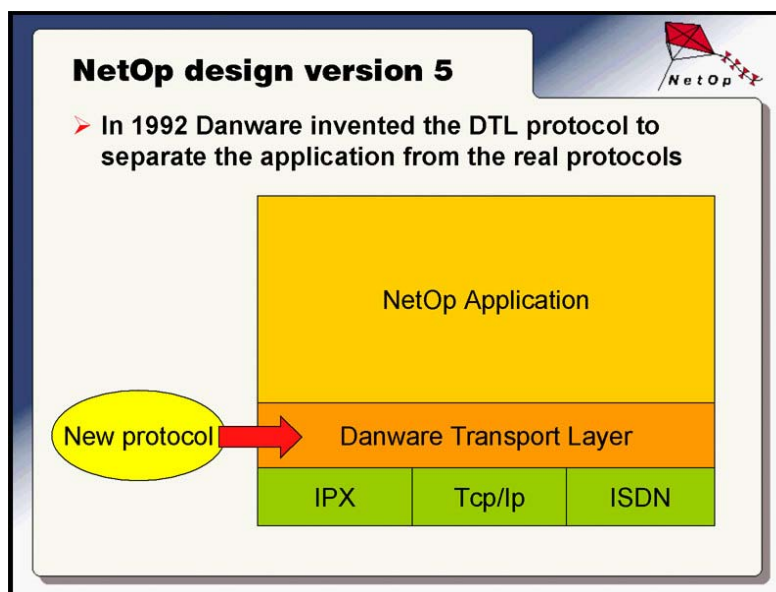 NetOp design version 5
NetOp
In 1992 Danware invented the DTL protocol to
separate the application from the real protocols
NetOp Application
New protocol
Danware Transport Layer
IPX
Tcp/Ip
ISDN